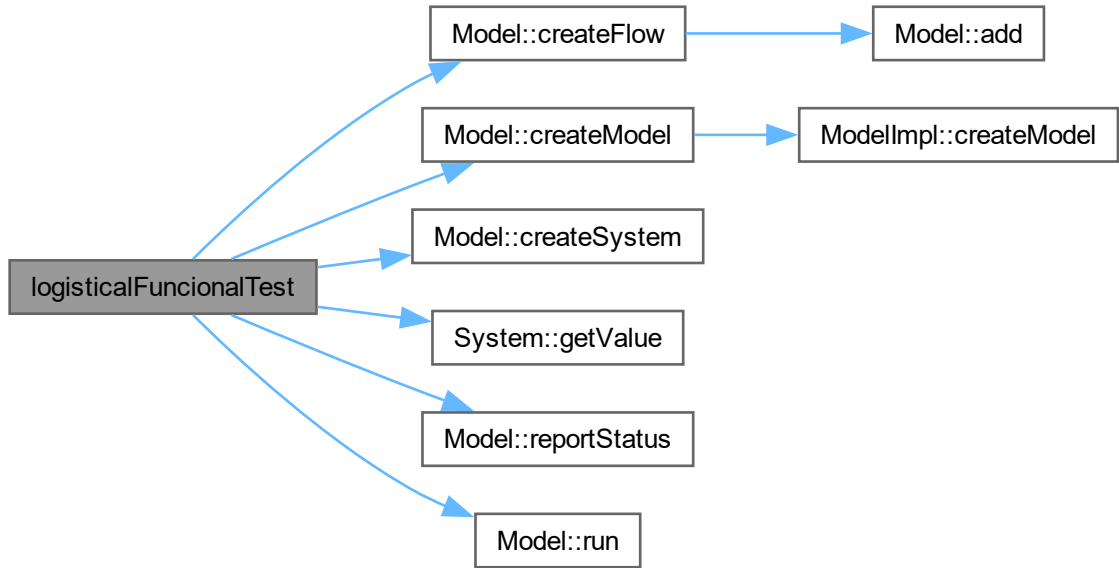 Model::createFlow
Model::add
Model::createModel
ModelImpl::createModel
Model::createSystem
logisticalFuncionalTest
System::getValue
Model::reportStatus
Model::run